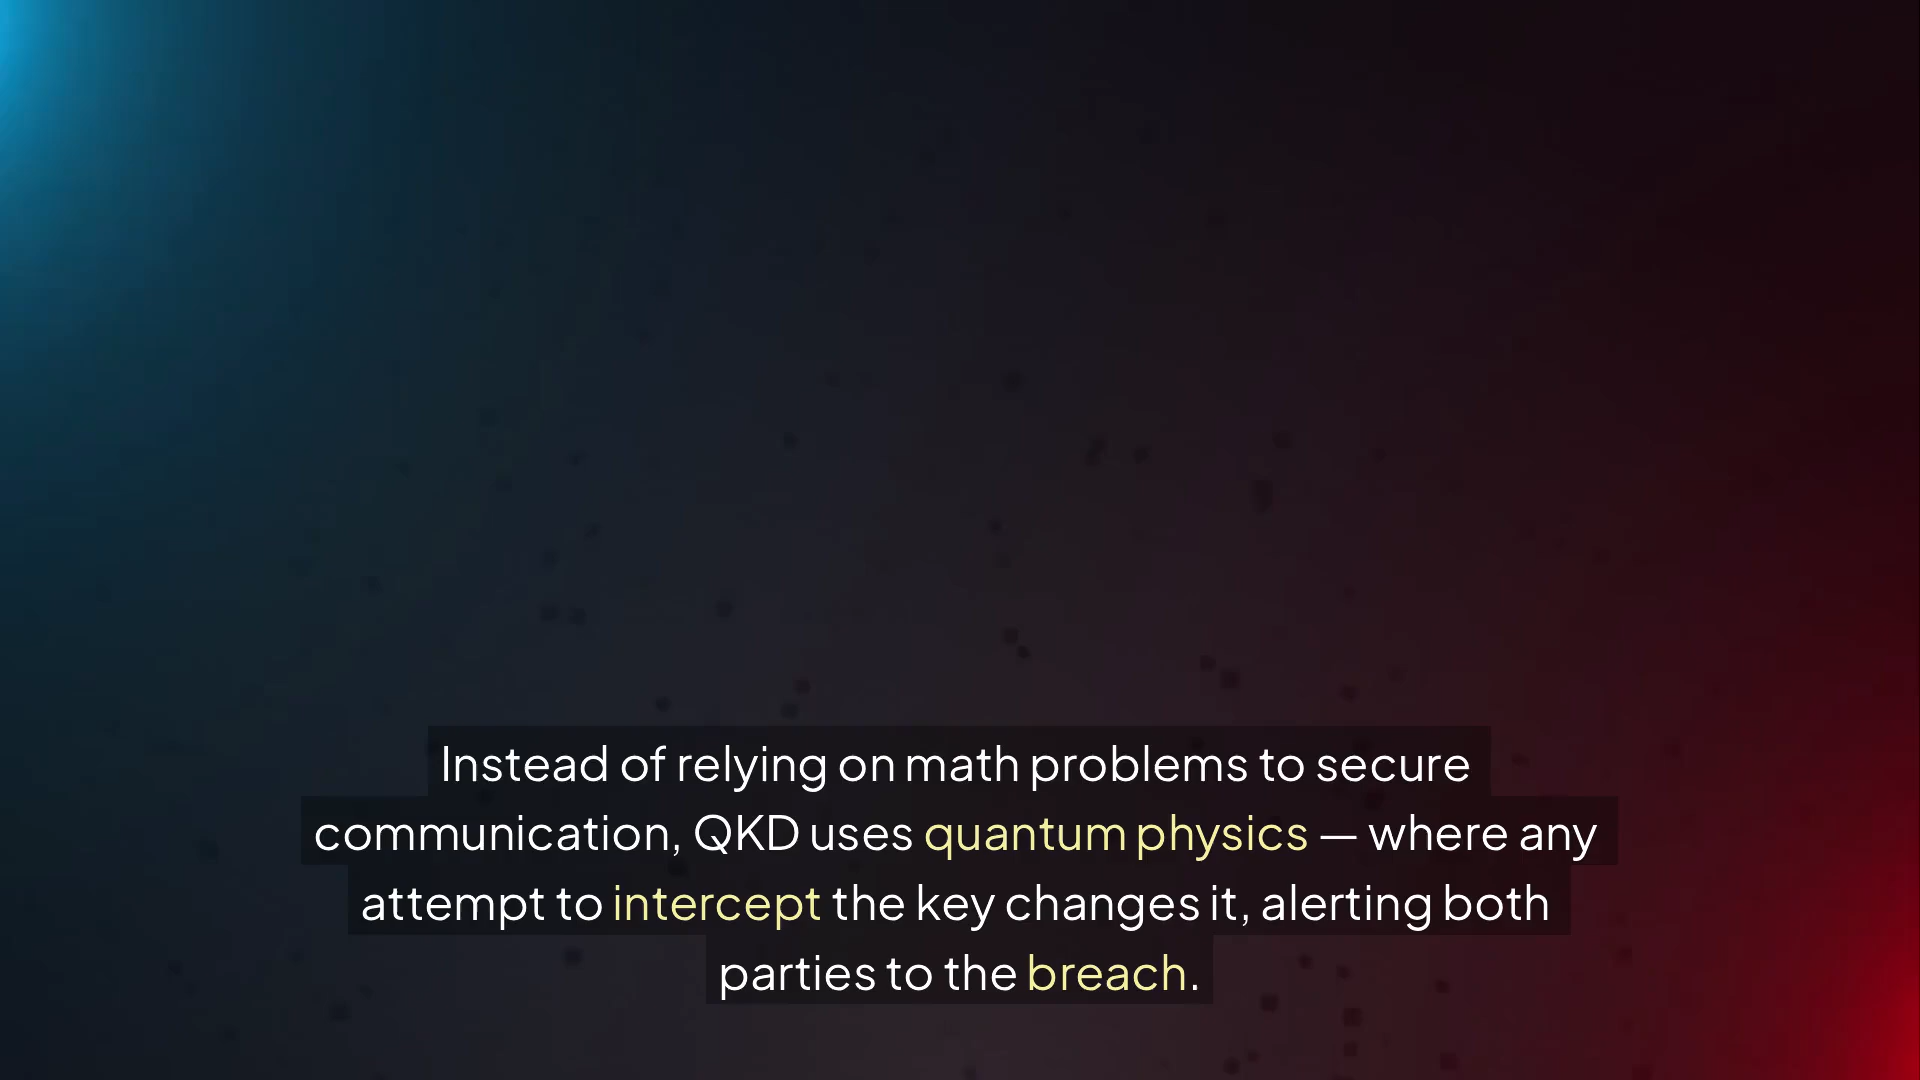 Instead of relying on math problems to secure
communication, QKD uses quantum physics — where any
attempt to intercept the key changes it, alerting both
parties to the breach.